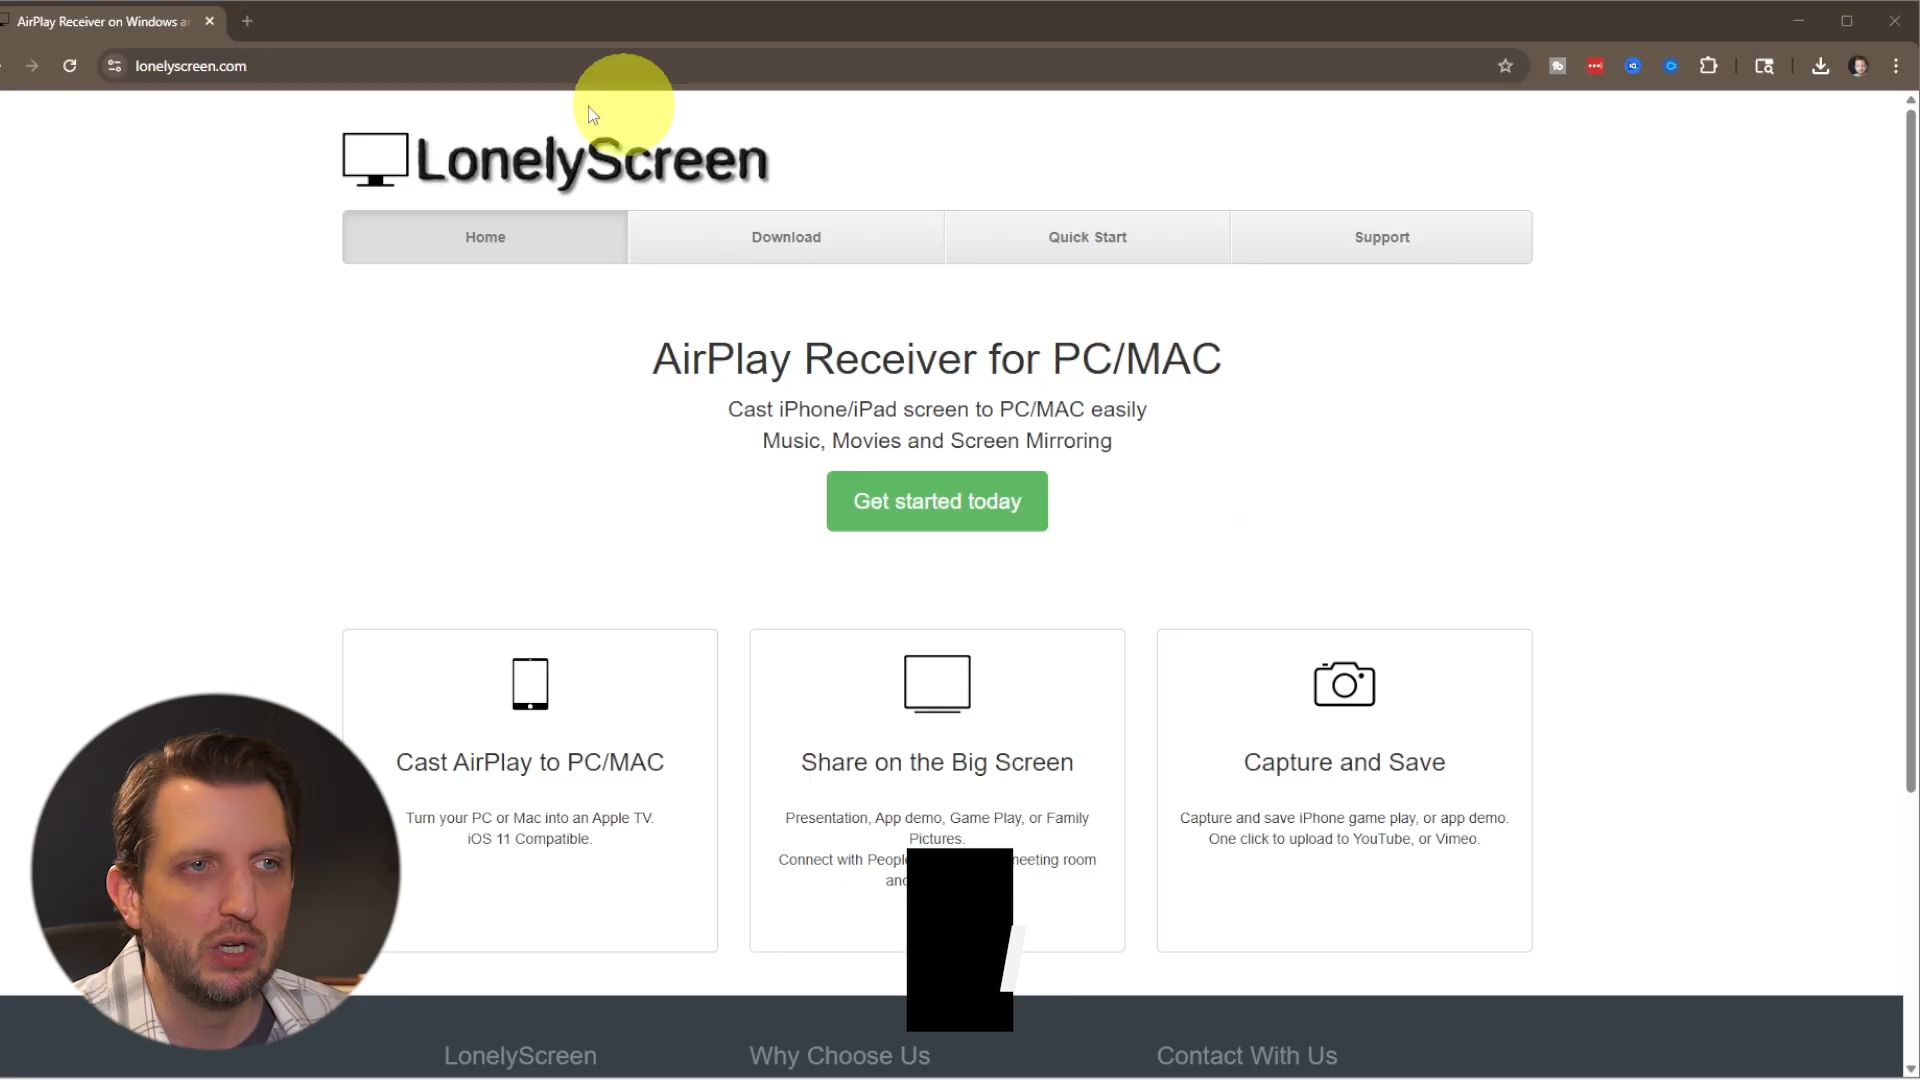 AirPlay Receiver on Windows a
lonelyscreen.com
LonelyScreen
Home
Download
Quick Start
Support
AirPlay Receiver for PC/MAC
Cast iPhone/iPad screen to PC/MAC easily
Music, Movies and Screen Mirroring
Get started today
Cast AirPlay to PC/MAC
Turn your PC or Mac into an Apple TV.
iOS 11 Compatible.
Share on the Big Screen
Presentation, App demo, Game Play, or Family
Pictures.
Connect with People meeting room
Capture and Save
Capture and save iPhone game play, or app demo.
One click to upload to YouTube, or Vimeo.
LonelyScreen
Why Choose Us
Contact With Us